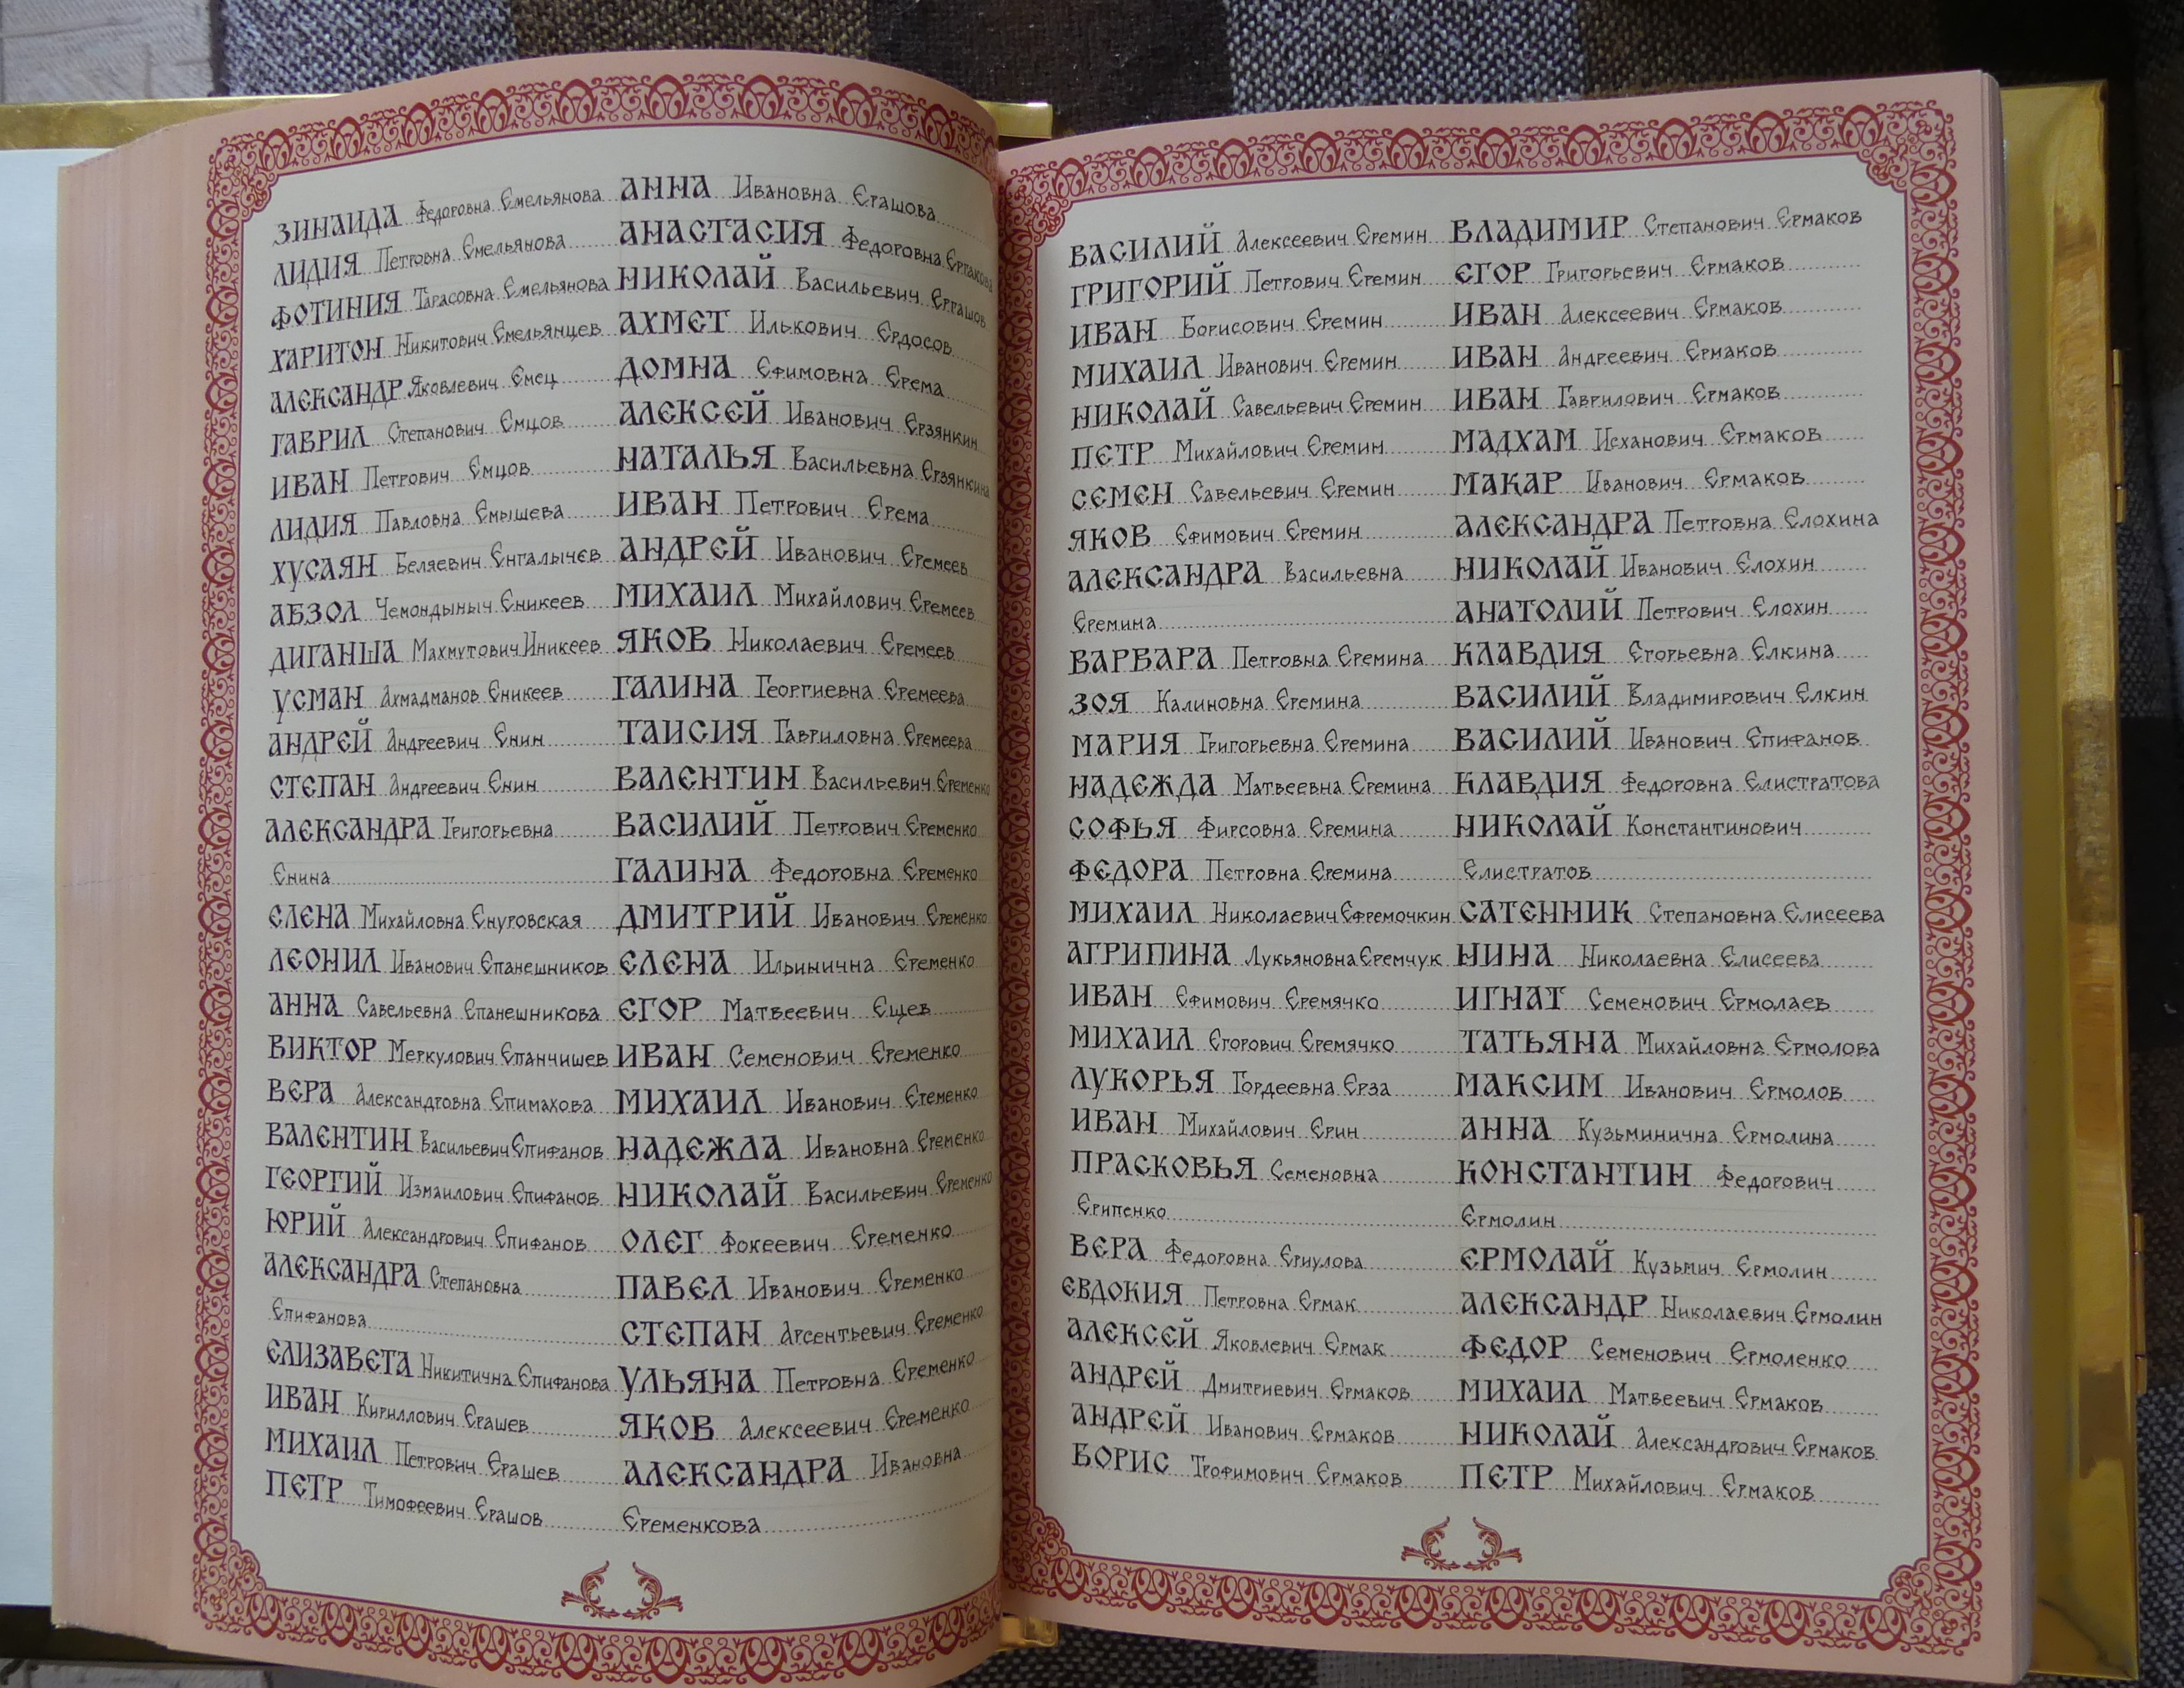 ЗИНАИДА Федоровна Емельянова
ЛИДИЯ Петровна Емельянова
ФОТИНИЯ Тарасовна Емельянова
ХАРИТОН Никитович Емельянцев
АЛЕКСАНДР Яковлевич Емец
ГАВРИЛ Степанович Емцов
ИВАН Петрович Емцов
ЛИДИЯ Павловна Емышева
ХУСАЯН Беляевич Енгалычев
АБЗОЛ Чемондыныч Еникеев
ДИГАНША Махмутович Иникеев
УСМАН Ахмадманов Еникеев
АНДРЕЙ Андреевич Енин
СТЕПАН Андреевич Енин
АЛЕКСАНДРА Григорьевна
Енина
ЕЛЕНА Михайловна Енуровская
ЛЕОНИЛ Иванович Епанешников
АННА Савельевна Епанешникова
ВИКТОР Меркулович Епанчишев
ВЕРА Александровна Епимахова
ВАЛЕНТИН Васильевич Епифанов
ГЕОРГИЙ Измаилович Епифанов
ЮРИЙ Александрович Епифанов
АЛЕКСАНДРА Степановна
Епифанова
ЕЛИЗАВЕТА Никитична Епифанова
ИВАН Кириллович Ерашев
МИХАИЛ Петрович Ерашев
ПЕТР Тимофеевич Ерашов
АННА Ивановна Ерашова
АНАСТАСИЯ Федоровна
НИКОЛАЙ Васильевич
АХМЕТ Илькович Ердосов
ДОМНА Ефимовна Ерема
АЛЕКСЕЙ Иванович Ерзянкин
НАТАЛЬЯ Васильевна Ерзянкина
ИВАН Петрович Ерема
АНДРЕЙ Иванович Еремеев
МИХАИЛ Михайлович Еремеев
ЯКОВ Николаевич Еремеев
ГАЛИНА Георгиевна Еремеева
ТАИСИЯ Гавриловна Еремеева
ВАЛЕНТИН Васильевич Еременко
ВАСИЛИЙ Петрович Еременко
ГАЛИНА Федоровна Еременко
ДМИТРИЙ Иванович Еременко
ЕЛЕНА Ильинична Еременко
ЕГОР Матвеевич Ещев
ИВАН Семенович Еременко
МИХАИЛ Иванович Еременко
НАДЕЖДА Ивановна Еременко
НИКОЛАЙ Васильевич Еременко
ОЛЕГ Фокеевич Еременко
ПАВЕЛ Иванович Еременко
СТЕПАН Арсентьевич Еременко
УЛЬЯНА Петровна Еременко
ЯКОВ Алексеевич Еременко
АЛЕКСАНДРА Ивановна
Еременкова
ВАСИЛИЙ Алексеевич Еремин
ГРИГОРИЙ Петрович Еремин
ИВАН Борисович Еремин
МИХАИЛ Иванович Еремин
НИКОЛАЙ Савельевич Еремин
ПЕТР Михайлович Еремин
СЕМЕН Савельевич Еремин
ЯКОВ Ефимович Еремин
АЛЕКСАНДРА Васильевна
Еремина
ВАРВАРА Петровна Еремина
ЗОЯ Калиновна Еремина
МАРИЯ Григорьевна Еремина
НАДЕЖДА Матвеевна Еремина
СОФЬЯ Фирсовна Еремина
ФЕДОРА Петровна Еремина
МИХАИЛ Николаевич Ефремочкин
АГРИПИНА Лукьяновна Еремчук
ИВАН Ефимович Еремячко
МИХАИЛ Егорович Еремячко
ЛУКОРЬЯ Гордеевна Ерза
ИВАН Михайлович Ерин
ПРАСКОВЬЯ Семеновна
Ерипенко
ВЕРА Федоровна Ериулова
ЕВДОКИЯ Петровна Ермак
АЛЕКСЕЙ Яковлевич Ермак
АНДРЕЙ Дмитриевич Ермаков
АНДРЕЙ Иванович Ермаков
БОРИС Трофимович Ермаков
ВЛАДИМИР Степанович Ермаков
ЕГОР Григорьевич Ермаков
ИВАН Алексеевич Ермаков
ИВАН Андреевич Ермаков
ИВАН Гаврилович Ермаков
МАДХАМ Исханович Ермаков
МАКАР Иванович Ермаков
АЛЕКСАНДРА Петровна Елохина
НИКОЛАЙ Иванович Елохин
АНАТОЛИЙ Петрович Елохин
КЛАВДИЯ Егорьевна Елкина
ВАСИЛИЙ Владимирович Елкин
ВАСИЛИЙ Иванович Епифанов
КЛАВДИЯ Федоровна Елистратова
НИКОЛАЙ Константинович
Елистратов
САТЕННИК Степановна Елисеева
НИНА Николаевна Елисеева
ИГНАТ Семенович Ермолаев
ТАТЬЯНА Михайловна Ермолова
МАКСИМ Иванович Ермолов
АННА Кузьминична Ермолина
КОНСТАНТИН Федорович
Ермолин
ЕРМОЛАЙ Кузьмич Ермолин
АЛЕКСАНДР Николаевич Ермолин
ФЕДОР Семенович Ермоленко
МИХАИЛ Матвеевич Ермаков
НИКОЛАЙ Александрович Ермаков
ПЕТР Михайлович Ермаков